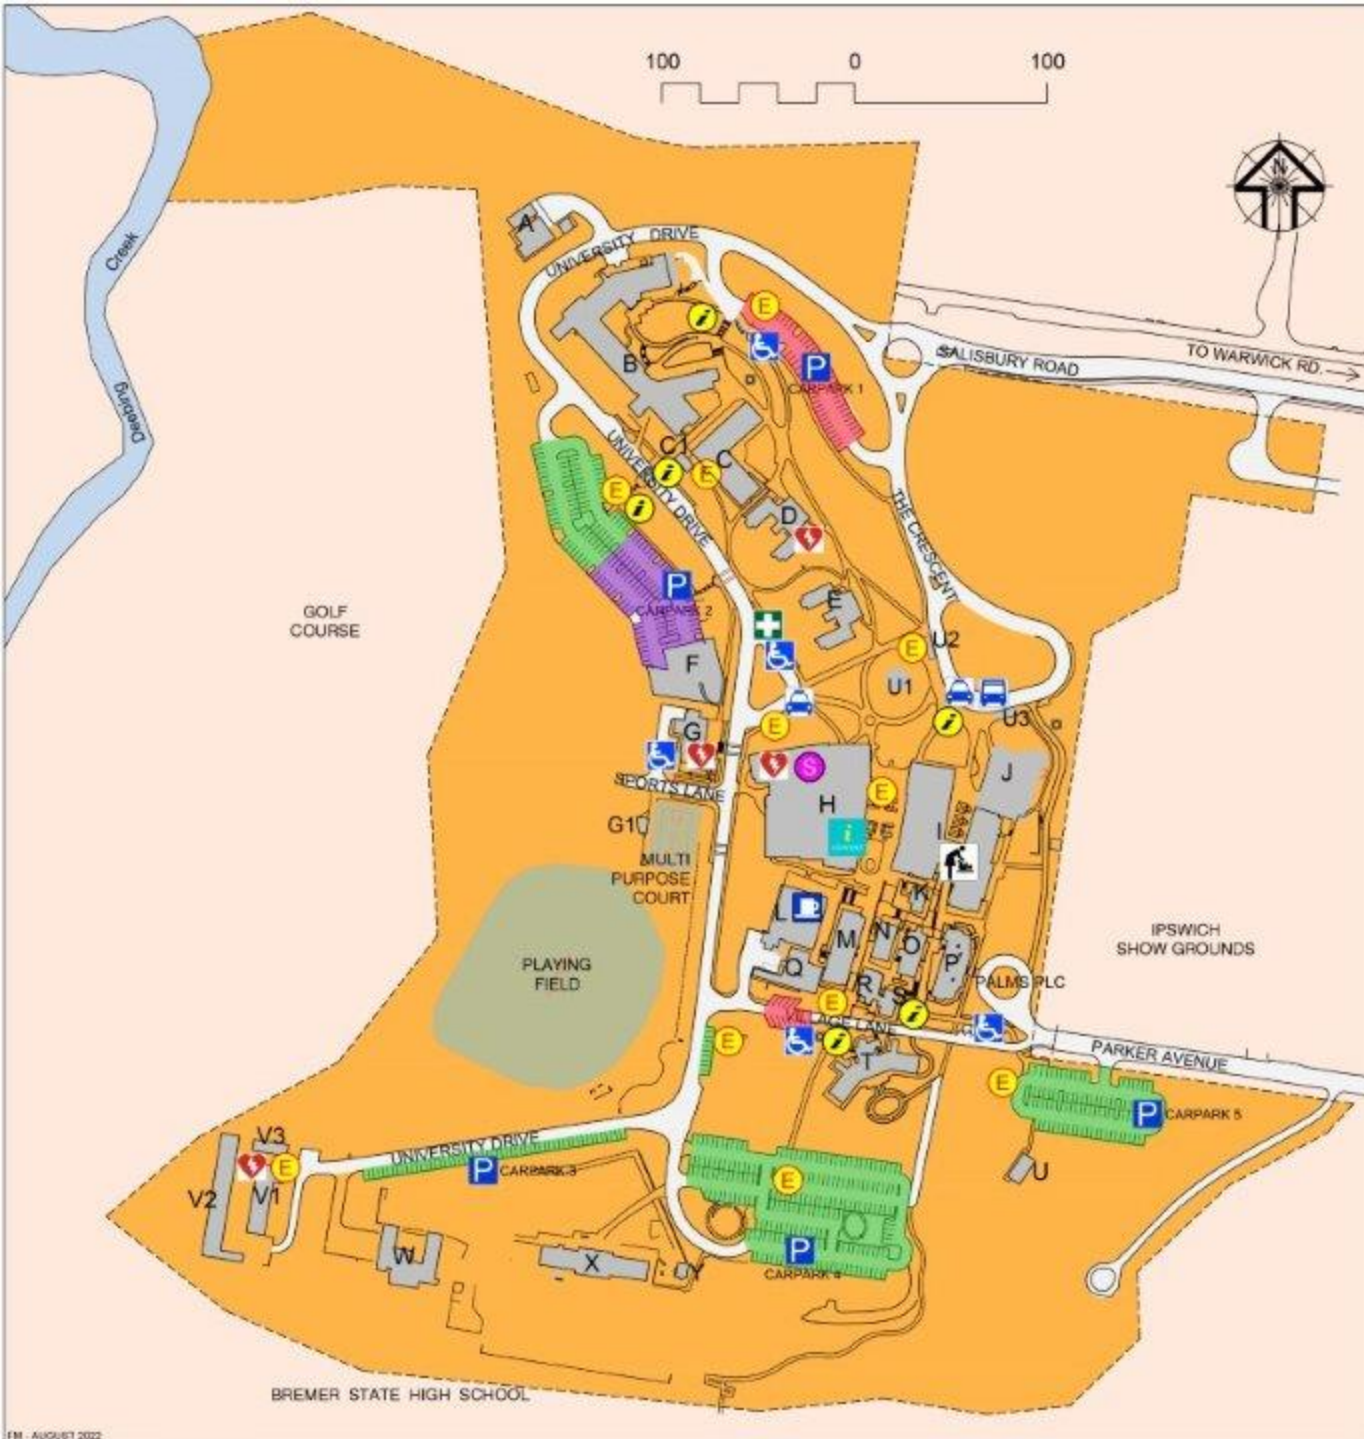 100 0 100
N
A
UNIVERSITY DRIVE
Creek
Deebing
i
E
P
CARPARK 1
SALISBURY ROAD
TO WARWICK RD.
B
C1
C
i
E
UNIVERSITY DRIVE
E
i
D
THE CRESCENT
P
CARPARK 2
E
GOLF
COURSE
F
E
U2
U1
i
U3
E
G
SPORTS LANE
S
H
i
E
I
J
G1
MULTI
PURPOSE
COURT
K
L
M
N
O
P
Q
R
S
IPSWICH
SHOW GROUNDS
PLAYING
FIELD
PALMS PLC
E
i
VILLAGE LANE
E
i
T
PARKER AVENUE
E
P
CARPARK 5
U
V3
E
V1
V2
UNIVERSITY DRIVE
P
CARPARK 3
E
P
CARPARK 4
W
X
Y
BREMER STATE HIGH SCHOOL
FM - AUGUST 2022